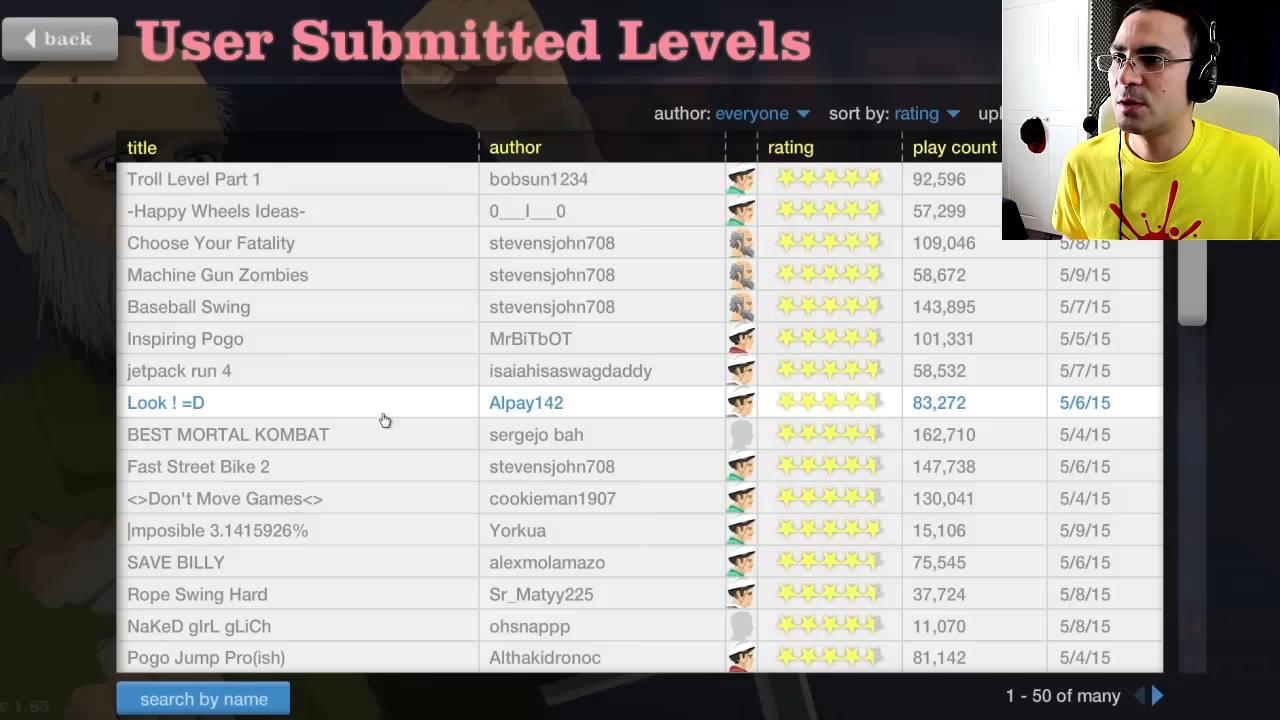 back
User Submitted Levels
author: everyone sort by: rating upl
title author rating play count
Troll Level Part 1 bobsun1234 92,596
-Happy Wheels Ideas- 0___I___0 57,299
Choose Your Fatality stevensjohn708 109,046 5/8/15
Machine Gun Zombies stevensjohn708 58,672 5/9/15
Baseball Swing stevensjohn708 143,895 5/7/15
Inspiring Pogo MrBiTbOT 101,331 5/5/15
jetpack run 4 isaiahisaswagdaddy 58,532 5/7/15
Look ! =D Alpay142 83,272 5/6/15
BEST MORTAL KOMBAT sergejo bah 162,710 5/4/15
Fast Street Bike 2 stevensjohn708 147,738 5/6/15
<>Don't Move Games<> cookieman1907 130,041 5/4/15
|mposible 3.1415926% Yorkua 15,106 5/9/15
SAVE BILLY alexmolamazo 75,545 5/6/15
Rope Swing Hard Sr_Matyy225 37,724 5/8/15
NaKeD gIrL gLiCh ohsnappp 11,070 5/8/15
Pogo Jump Pro(ish) Althakidronoc 81,142 5/4/15
search by name 1 - 50 of many
v 1.85